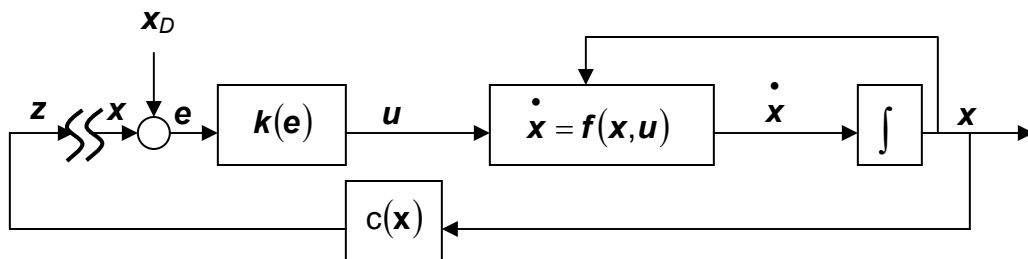 x_D
z x e k(e) u ẋ = f(x,u) ẋ ∫ x
c(x)